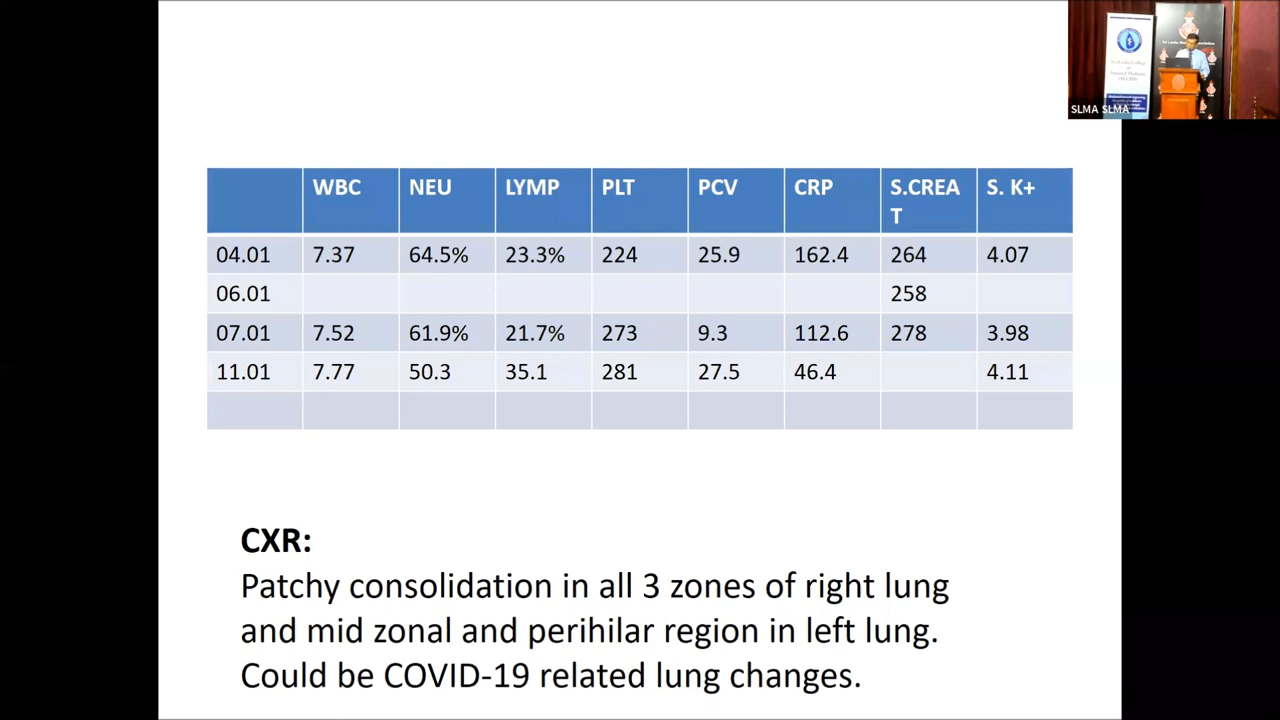 WBC NEU LYMP PLT PCV CRP S.CREA S. K+
T
04.01 7.37 64.5% 23.3% 224 25.9 162.4 264 4.07
06.01 258
07.01 7.52 61.9% 21.7% 273 9.3 112.6 278 3.98
11.01 7.77 50.3 35.1 281 27.5 46.4 4.11
CXR:
Patchy consolidation in all 3 zones of right lung
and mid zonal and perihilar region in left lung.
Could be COVID-19 related lung changes.
SLMA SLMA